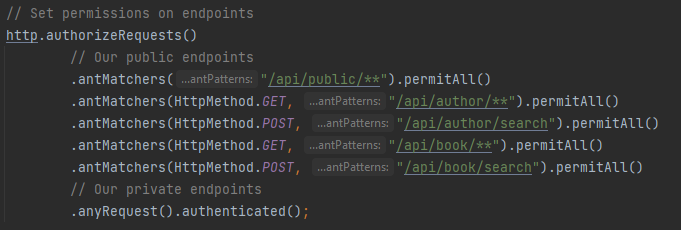 // Set permissions on endpoints
http.authorizeRequests()
// Our public endpoints
.antMatchers( ...antPatterns: "/api/public/**").permitAll()
.antMatchers(HttpMethod.GET, ...antPatterns: "/api/author/**").permitAll()
.antMatchers(HttpMethod.POST, ...antPatterns: "/api/author/search").permitAll()
.antMatchers(HttpMethod.GET, ...antPatterns: "/api/book/**").permitAll()
.antMatchers(HttpMethod.POST, ...antPatterns: "/api/book/search").permitAll()
// Our private endpoints
.anyRequest().authenticated();